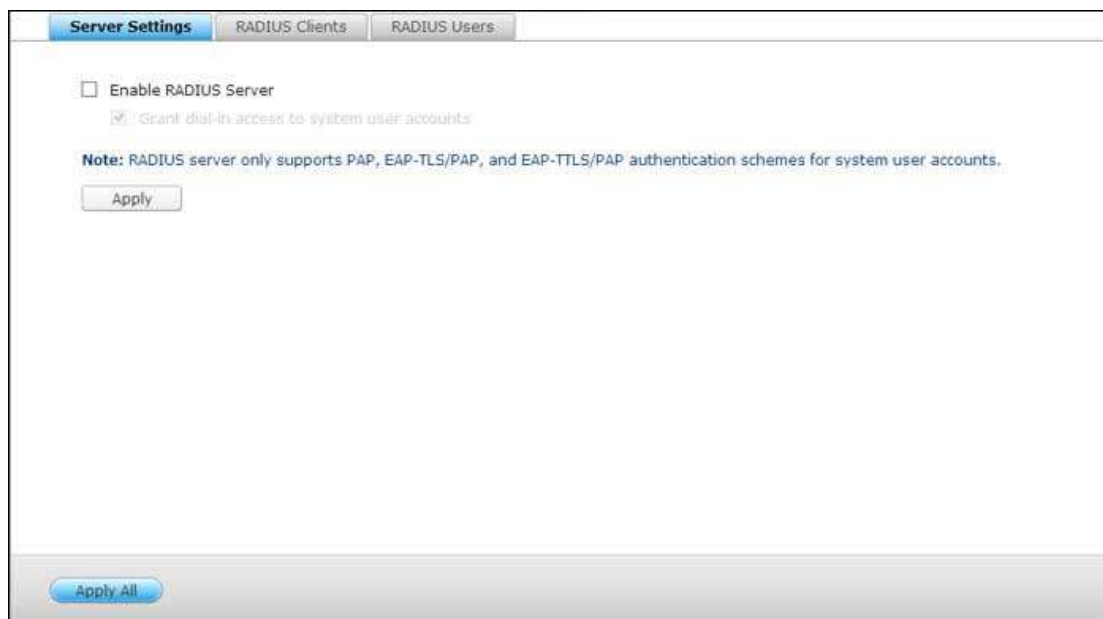 Server Settings RADIUS Clients RADIUS Users
Enable RADIUS Server
Grant dial-in access to system user accounts
Note: RADIUS server only supports PAP, EAP-TLS/PAP, and EAP-TTLS/PAP authentication schemes for system user accounts.
Apply
Apply All